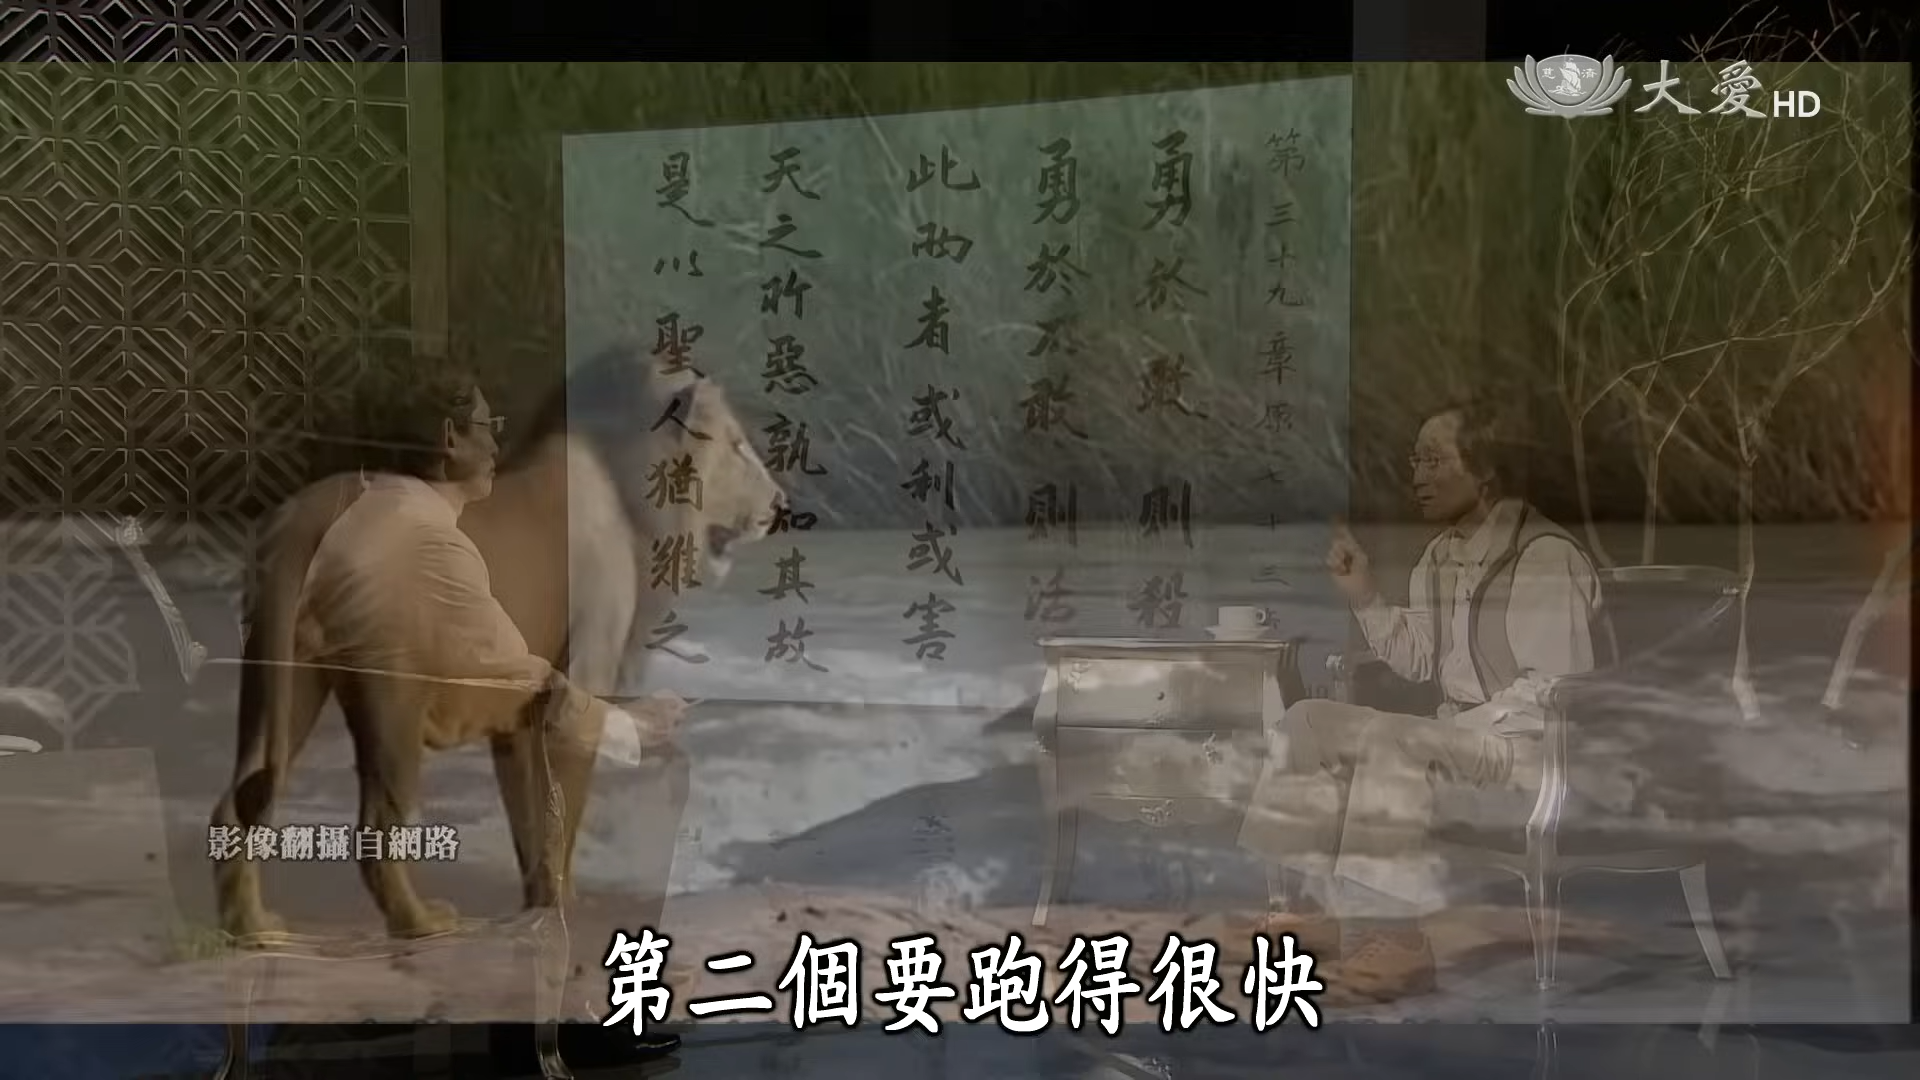 慈濟
大愛HD
第三十九章原七十三章
勇於敢則殺
勇於不敢則活
此兩者或利或害
天之所惡孰知其故
是以聖人猶難之
影像翻攝自網路
第二個要跑得很快